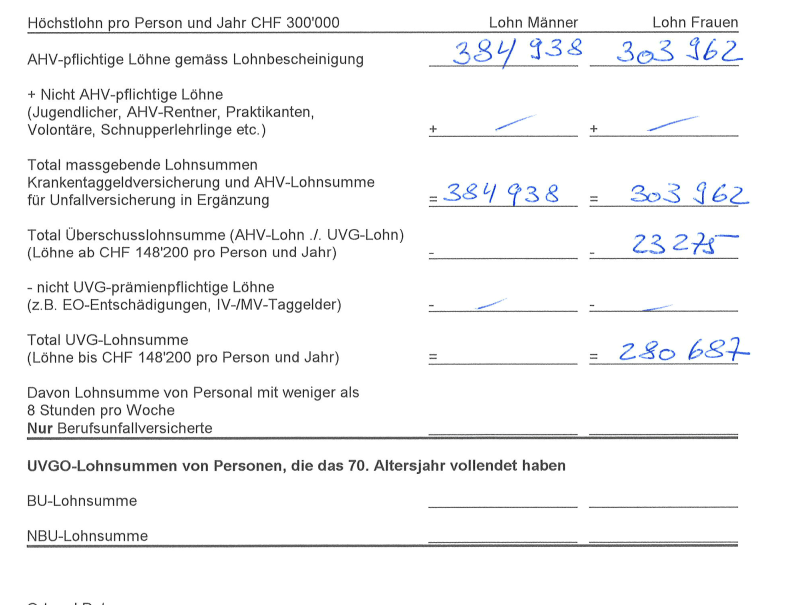 Höchstlohn pro Person und Jahr CHF 300'000 Lohn Männer Lohn Frauen
AHV-pflichtige Löhne gemäss Lohnbescheinigung 384 938 303 962
+ Nicht AHV-pflichtige Löhne
(Jugendlicher, AHV-Rentner, Praktikanten,
Volontäre, Schnupperlehrlinge etc.) + +
Total massgebende Lohnsummen
Krankentaggeldversicherung und AHV-Lohnsumme
für Unfallversicherung in Ergänzung = 384 938 = 303 962
Total Überschusslohnsumme (AHV-Lohn ./. UVG-Lohn)
(Löhne ab CHF 148'200 pro Person und Jahr) - - 23 275
- nicht UVG-prämienpflichtige Löhne
(z.B. EO-Entschädigungen, IV-/MV-Taggelder) - -
Total UVG-Lohnsumme
(Löhne bis CHF 148'200 pro Person und Jahr) = = 280 687
Davon Lohnsumme von Personal mit weniger als
8 Stunden pro Woche
Nur Berufsunfallversicherte
UVGO-Lohnsummen von Personen, die das 70. Altersjahr vollendet haben
BU-Lohnsumme
NBU-Lohnsumme